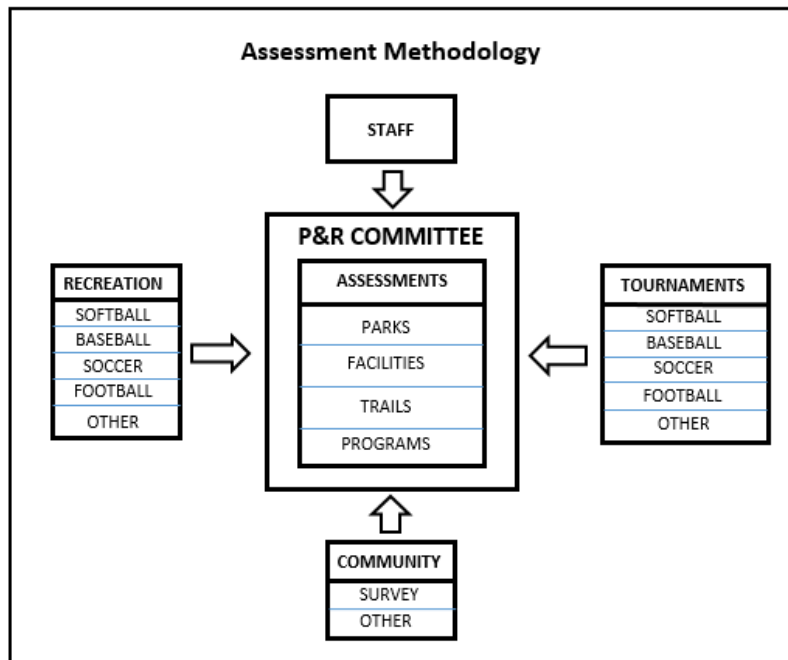 Assessment Methodology
STAFF
P&R COMMITTEE
ASSESSMENTS
PARKS
FACILITIES
TRAILS
PROGRAMS
RECREATION
SOFTBALL
BASEBALL
SOCCER
FOOTBALL
OTHER
TOURNAMENTS
SOFTBALL
BASEBALL
SOCCER
FOOTBALL
OTHER
COMMUNITY
SURVEY
OTHER